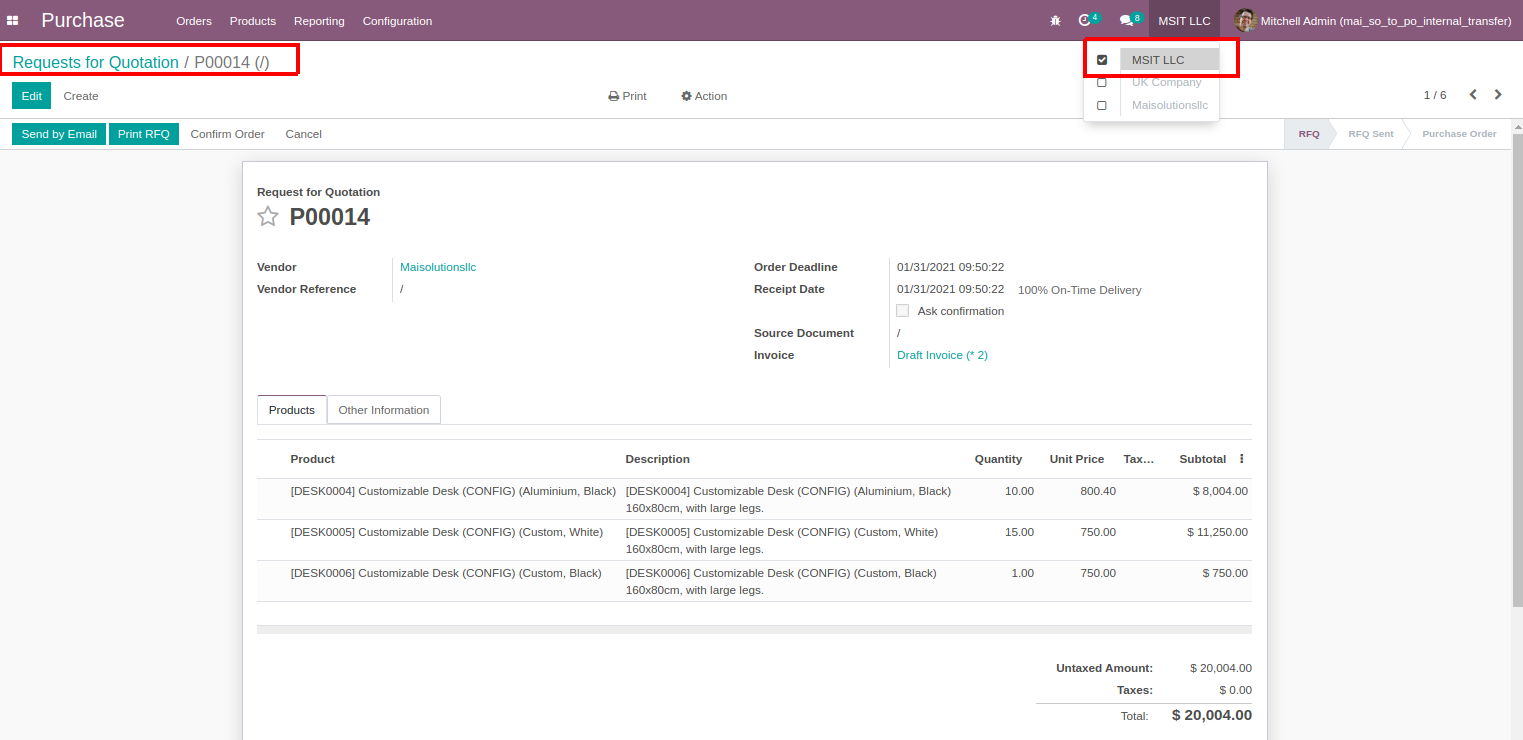 Purchase Orders Products Reporting Configuration 4 8 MSIT LLC Mitchell Admin (mai_so_to_po_internal_transfer)
Requests for Quotation / P00014 (/)
MSIT LLC
UK Company
Maisolutionsllc
Edit Create Print Action 1 / 6
Send by Email Print RFQ Confirm Order Cancel RFQ RFQ Sent Purchase Order
Request for Quotation
P00014
Vendor Maisolutionsllc Order Deadline 01/31/2021 09:50:22
Vendor Reference / Receipt Date 01/31/2021 09:50:22 100% On-Time Delivery
Ask confirmation
Source Document /
Invoice Draft Invoice (* 2)
Products Other Information
Product Description Quantity Unit Price Tax... Subtotal
[DESK0004] Customizable Desk (CONFIG) (Aluminium, Black) [DESK0004] Customizable Desk (CONFIG) (Aluminium, Black) 10.00 800.40 $ 8,004.00
160x80cm, with large legs.
[DESK0005] Customizable Desk (CONFIG) (Custom, White) [DESK0005] Customizable Desk (CONFIG) (Custom, White) 15.00 750.00 $ 11,250.00
160x80cm, with large legs.
[DESK0006] Customizable Desk (CONFIG) (Custom, Black) [DESK0006] Customizable Desk (CONFIG) (Custom, Black) 1.00 750.00 $ 750.00
160x80cm, with large legs.
Untaxed Amount: $ 20,004.00
Taxes: $ 0.00
Total: $ 20,004.00